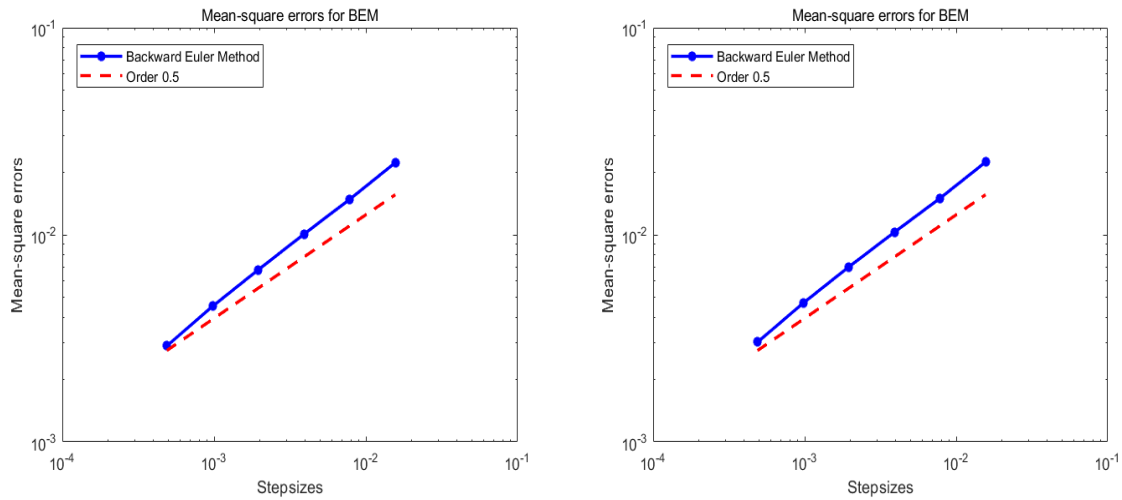 Mean-square errors for BEM
10^-1
Backward Euler Method
Order 0.5
Mean-square errors
10^-2
10^-3
10^-4
10^-3
10^-2
10^-1
Stepsizes
Mean-square errors for BEM
10^-1
Backward Euler Method
Order 0.5
Mean-square errors
10^-2
10^-3
10^-4
10^-3
10^-2
10^-1
Stepsizes